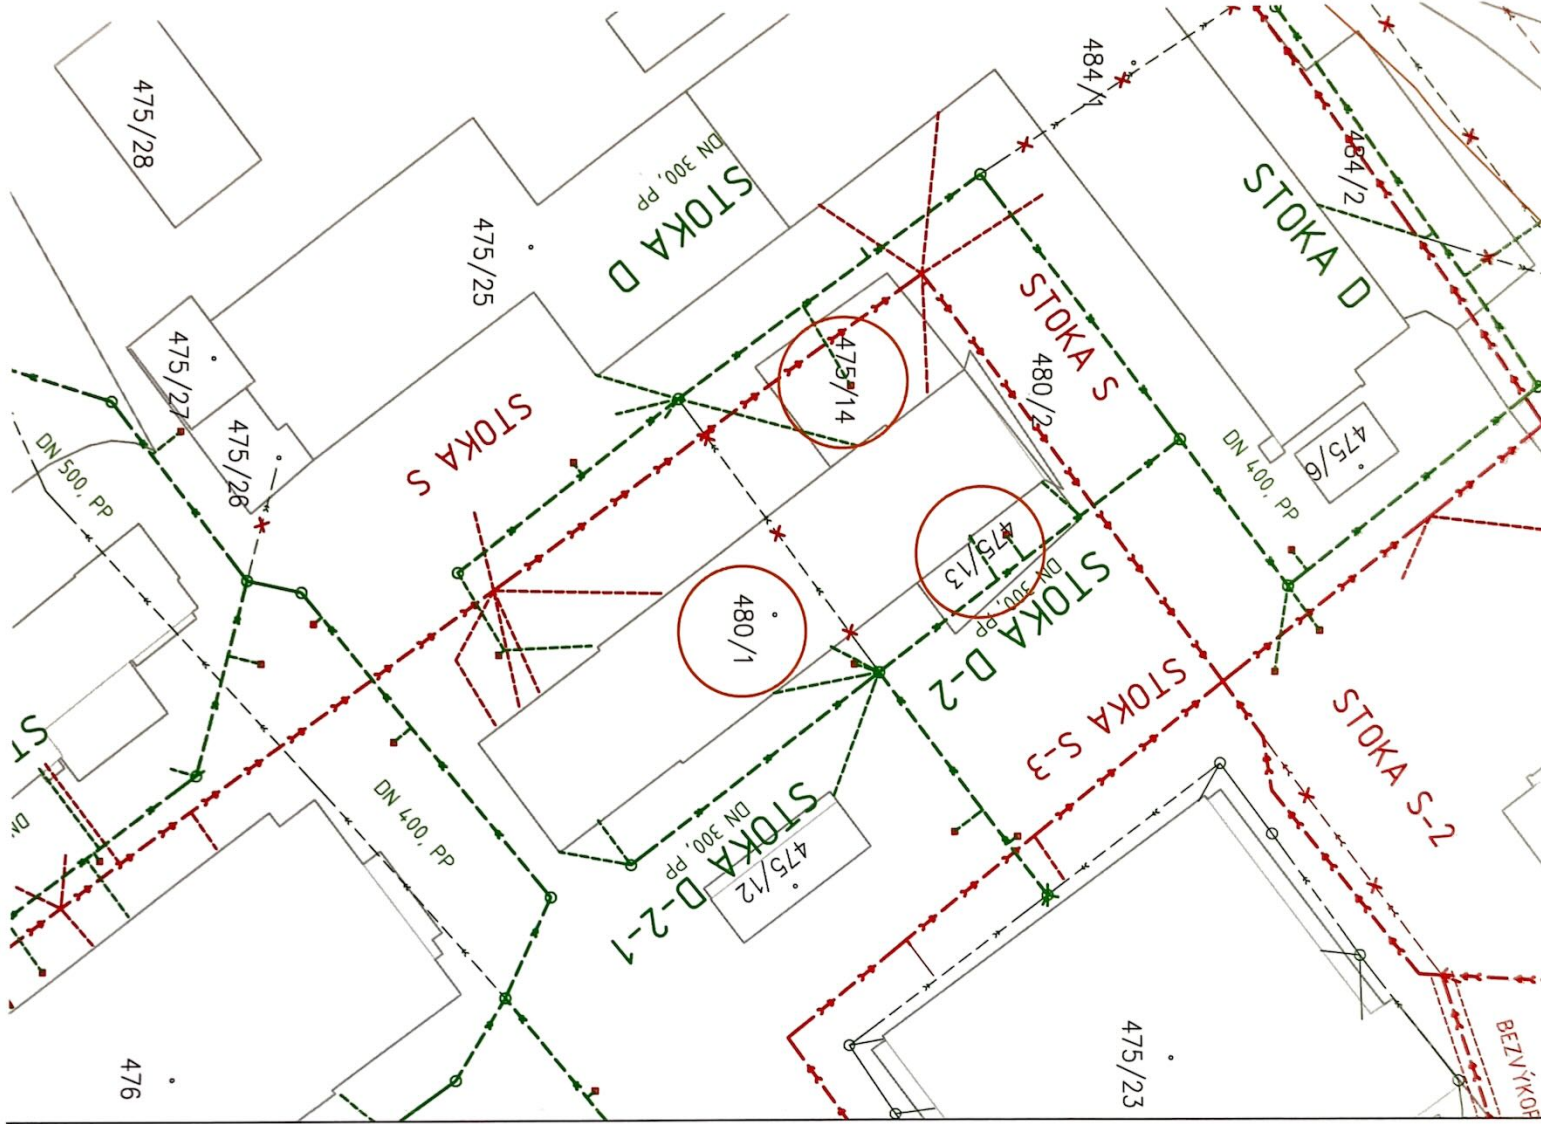 484/1
475/28
484/2
DN 300, PP
STOKA D
STOKA D
475/25
STOKA S
475/14
480/2
475/27
475/26
STOKA S
DN 500, PP
DN 400, PP
475/6
475/13
DN 300, PP
STOKA D-2
480/1
STOKA S-3
STOKA S-2
DN 400, PP
STOKA D-2-1
DN 300, PP
475/12
476
475/23